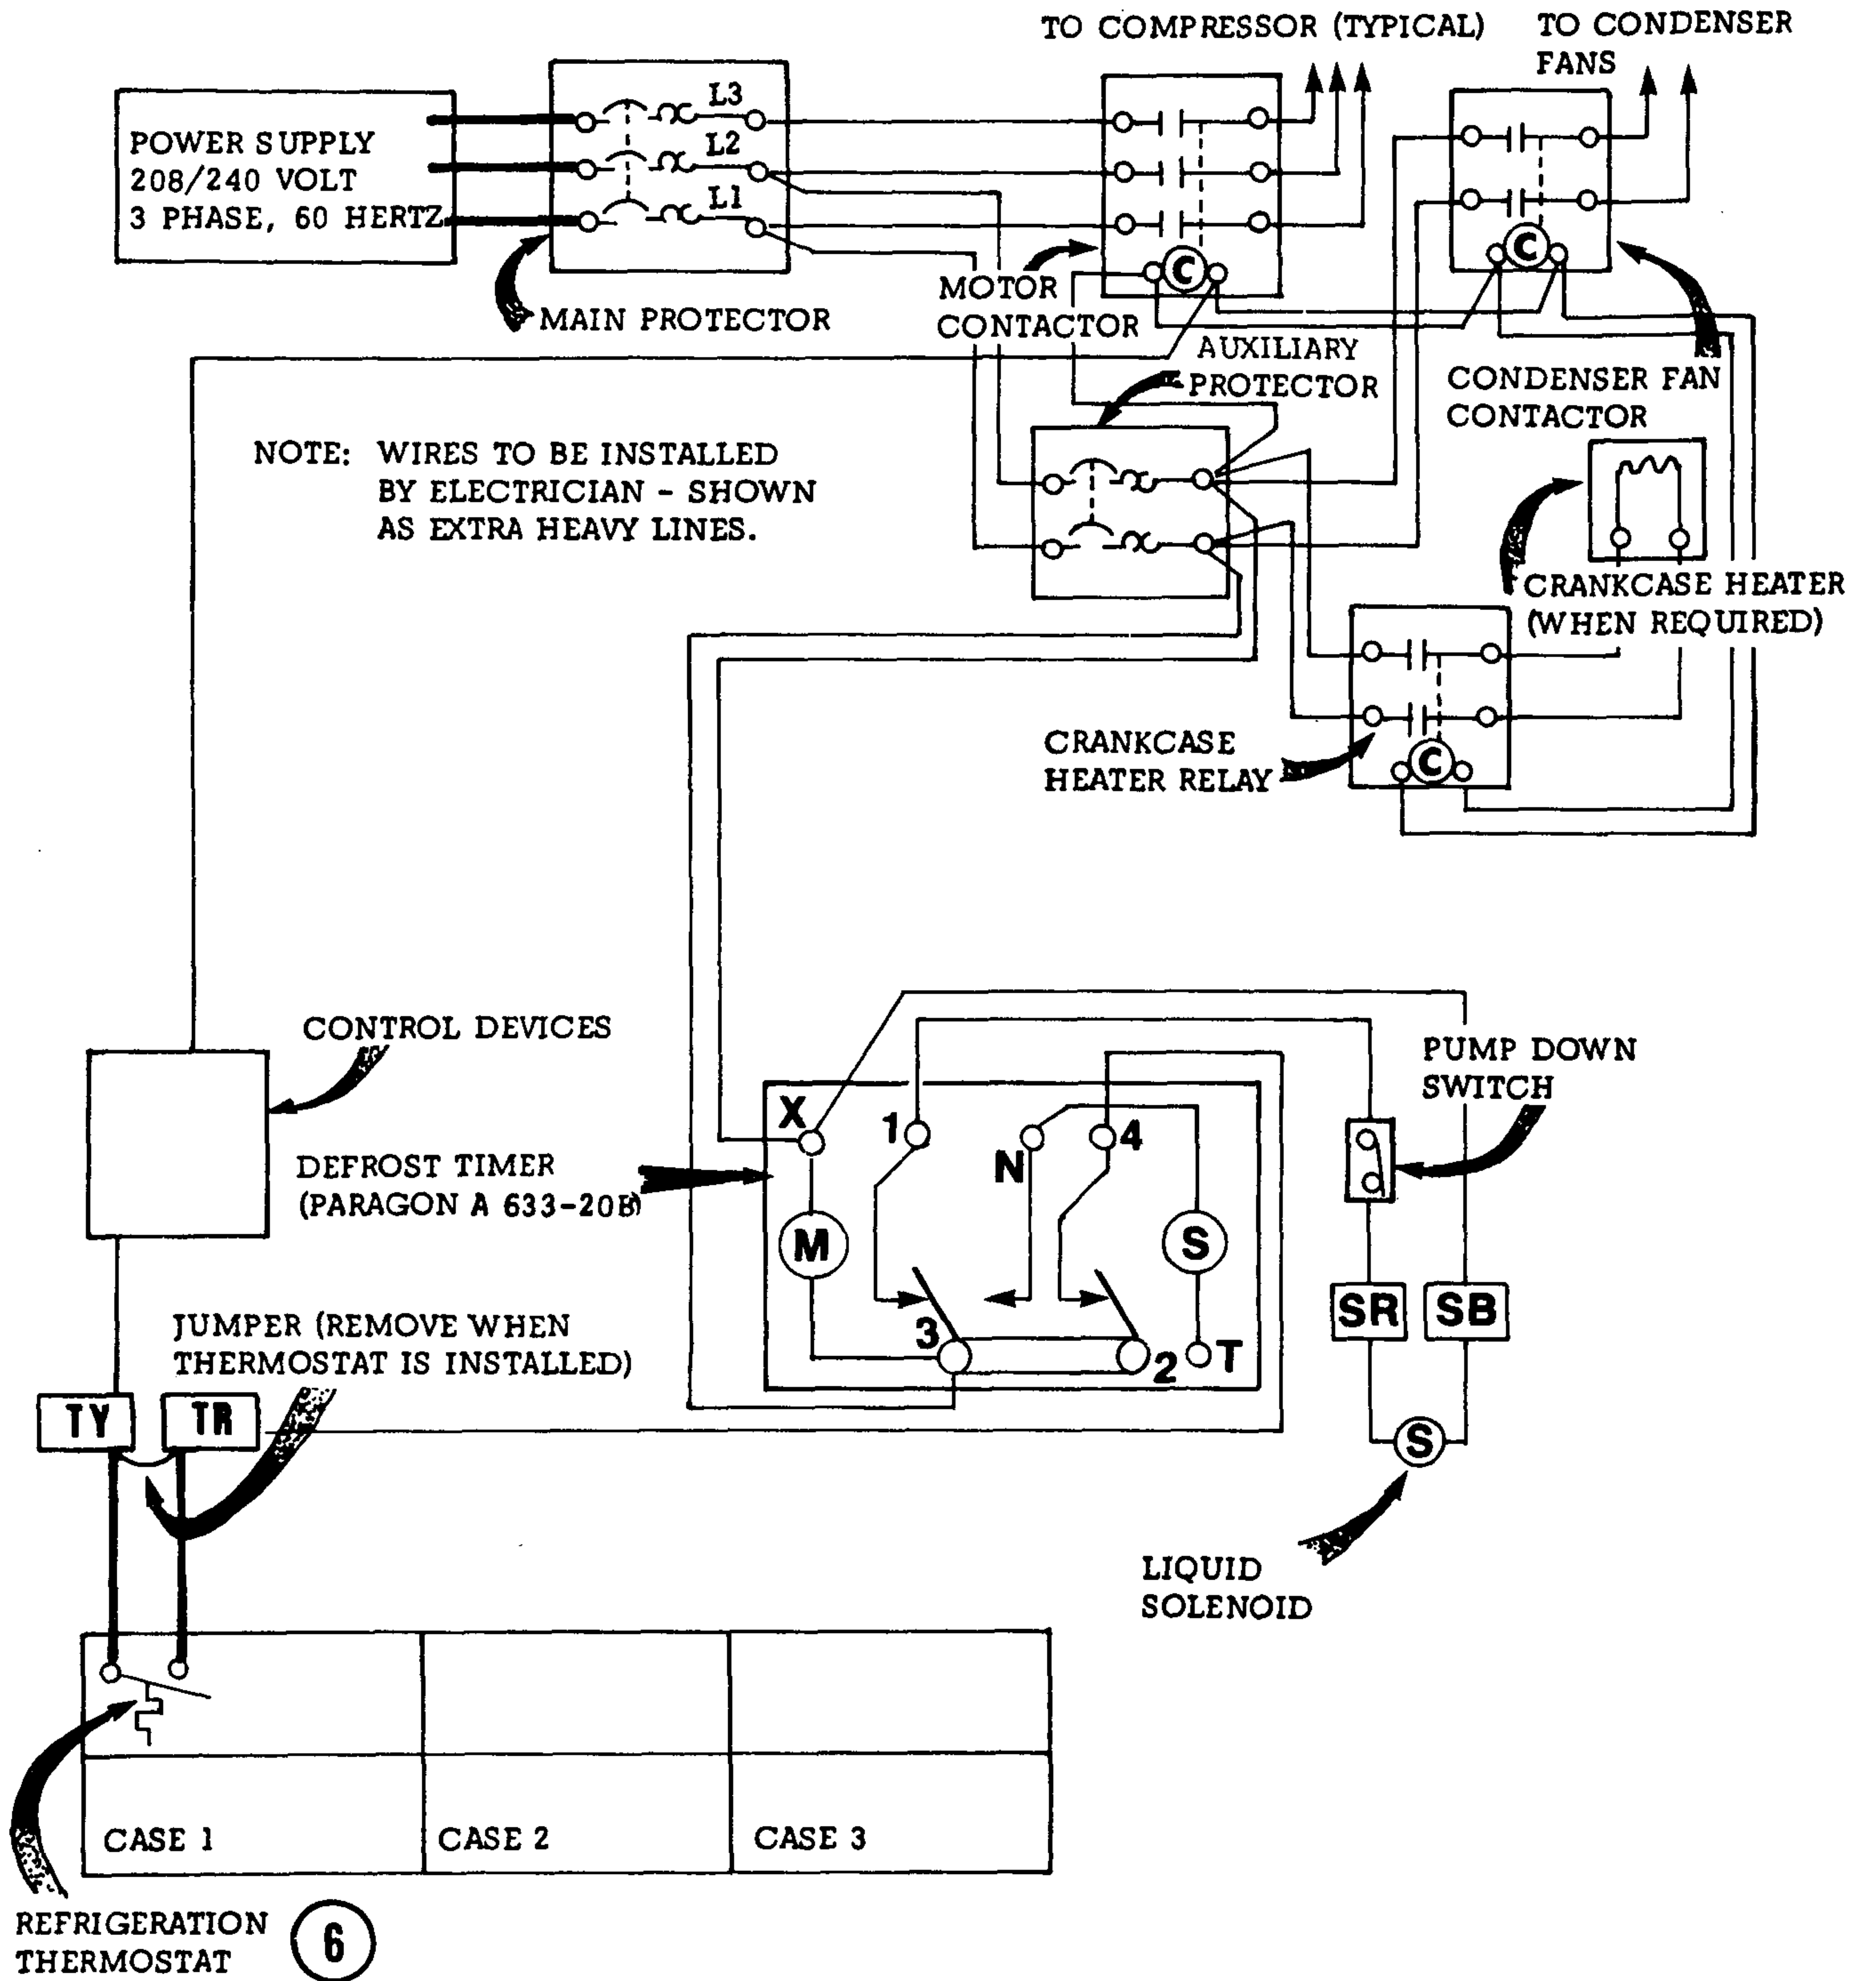 TO COMPRESSOR (TYPICAL)
TO CONDENSER
FANS
POWER SUPPLY
208/240 VOLT
3 PHASE, 60 HERTZ
L3
L2
L1
C
C
MAIN PROTECTOR
MOTOR
CONTACTOR
AUXILIARY
PROTECTOR
CONDENSER FAN
CONTACTOR
NOTE: WIRES TO BE INSTALLED
BY ELECTRICIAN - SHOWN
AS EXTRA HEAVY LINES.
CRANKCASE HEATER
(WHEN REQUIRED)
CRANKCASE
HEATER RELAY
C
CONTROL DEVICES
PUMP DOWN
SWITCH
DEFROST TIMER
(PARAGON A 633-20B)
X
1
N
4
M
S
3
2
T
SR
SB
JUMPER (REMOVE WHEN
THERMOSTAT IS INSTALLED)
TY
TR
S
LIQUID
SOLENOID
CASE 1
CASE 2
CASE 3
REFRIGERATION
THERMOSTAT
6